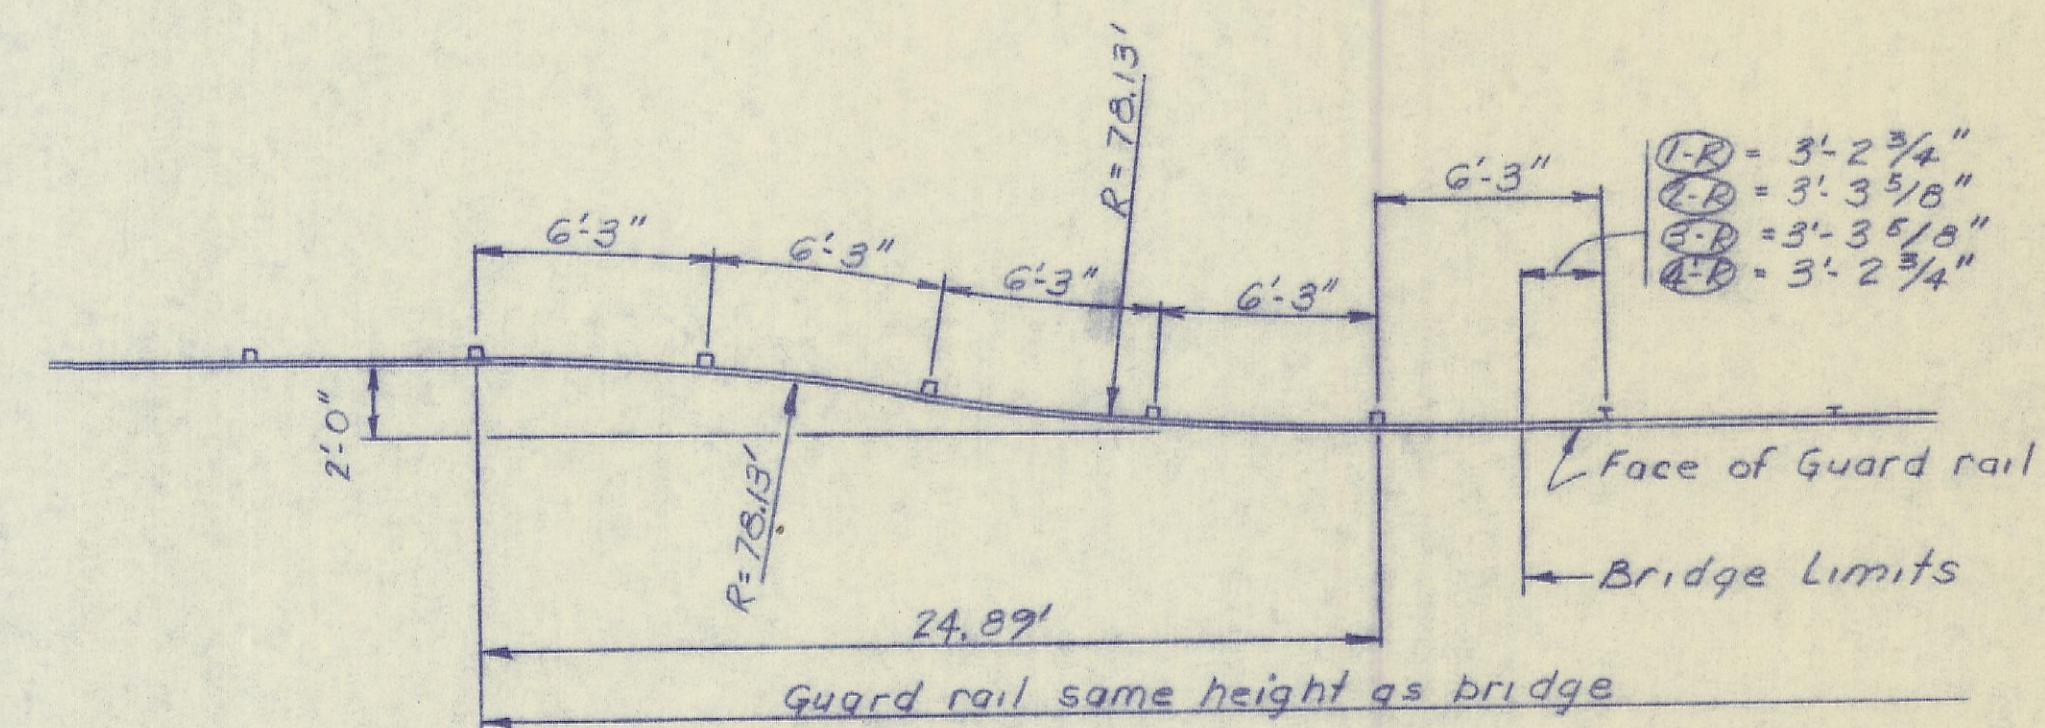 R=78.13'
1-R = 3'-2 3/4"
2-R = 3'-3 5/8"
3-R = 3'-3 5/8"
4-R = 3'-2 3/4"
6'-3"
6'-3"
6'-3"
6'-3"
6'-3"
2'-0"
Face of Guard rail
R=78.13'
Bridge Limits
24.89'
Guard rail same height as bridge